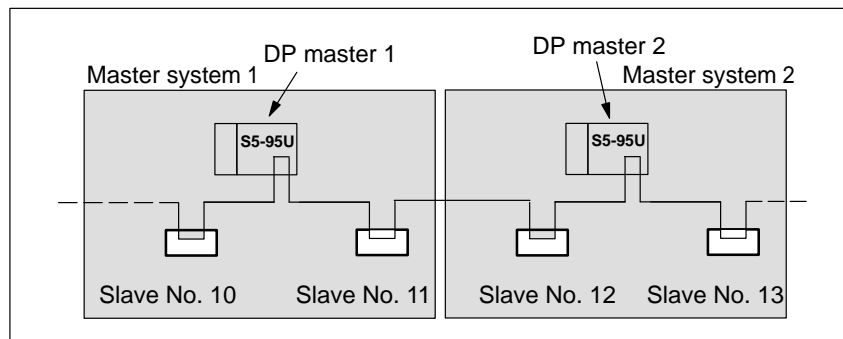 DP master 1
DP master 2
Master system 1
Master system 2
S5-95U
S5-95U
Slave No. 10
Slave No. 11
Slave No. 12
Slave No. 13